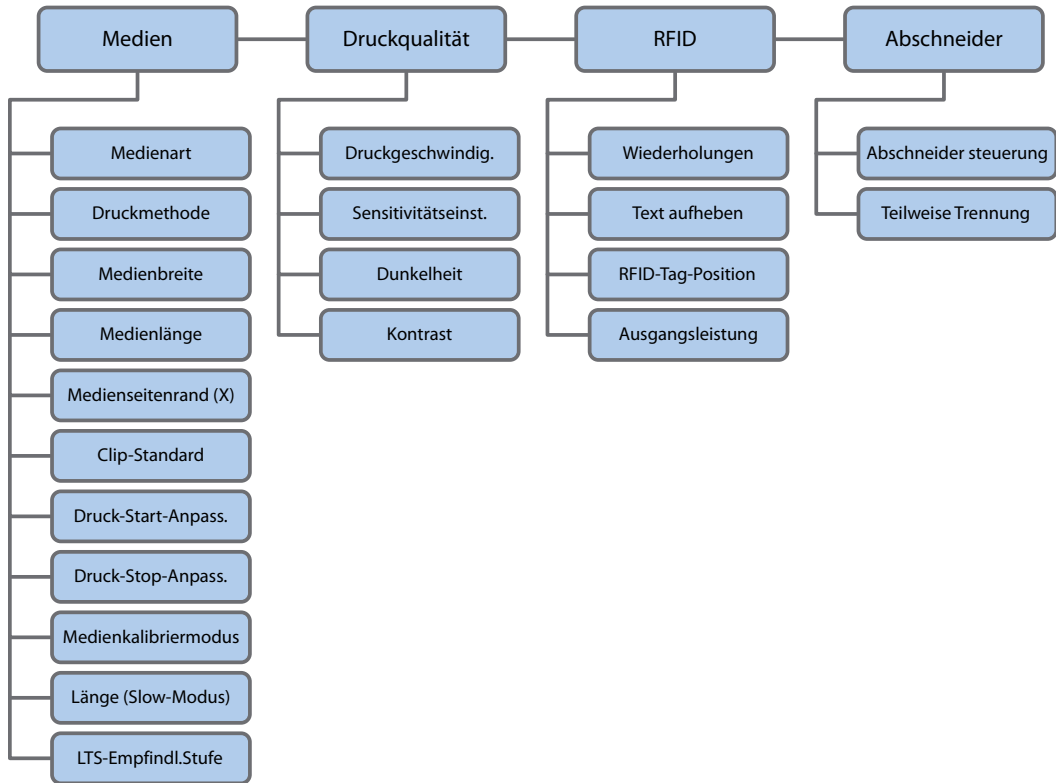 Medien
Druckqualität
RFID
Abschneider
Medienart
Druckmethode
Medienbreite
Medienlänge
Medienseitenrand (X)
Clip-Standard
Druck-Start-Anpass.
Druck-Stop-Anpass.
Medienkalibriermodus
Länge (Slow-Modus)
LTS-Empfindl.Stufe
Druckgeschwindig.
Sensitivitätseinst.
Dunkelheit
Kontrast
Wiederholungen
Text aufheben
RFID-Tag-Position
Ausgangsleistung
Abschneider steuerung
Teilweise Trennung